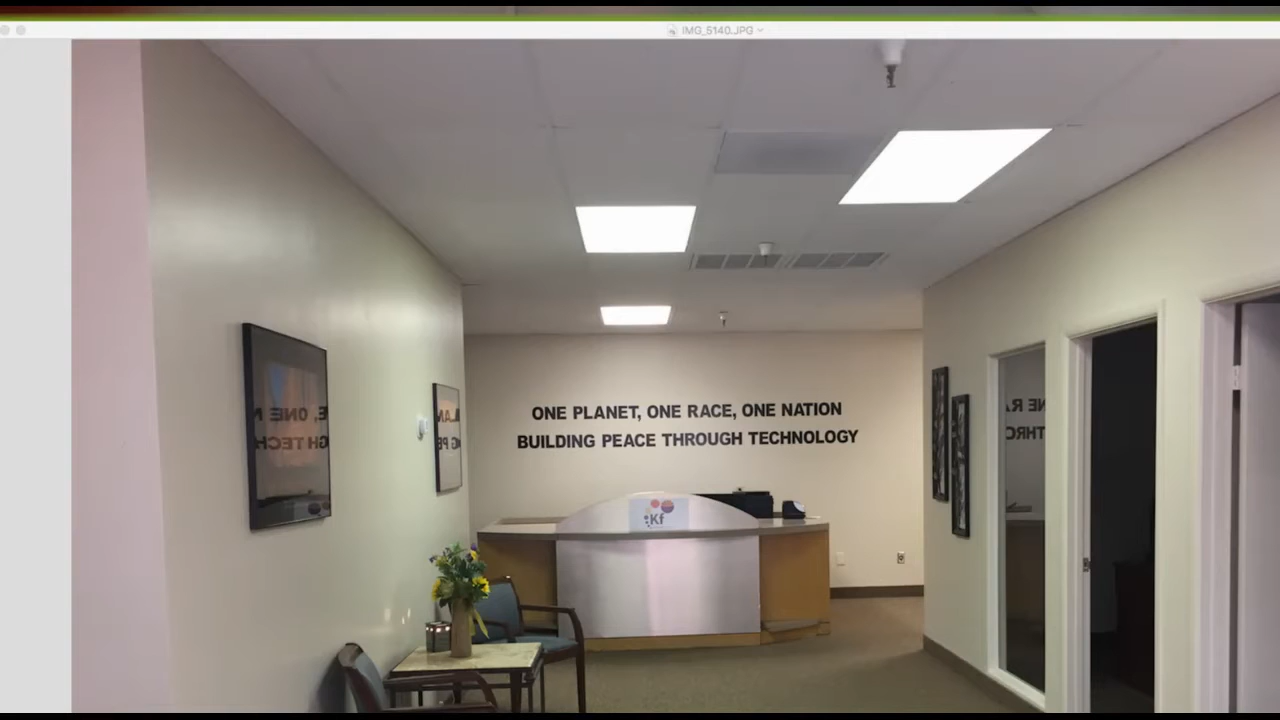 IMG_5140.JPG
ONE PLANET, ONE RACE, ONE NATION
BUILDING PEACE THROUGH TECHNOLOGY
Kf